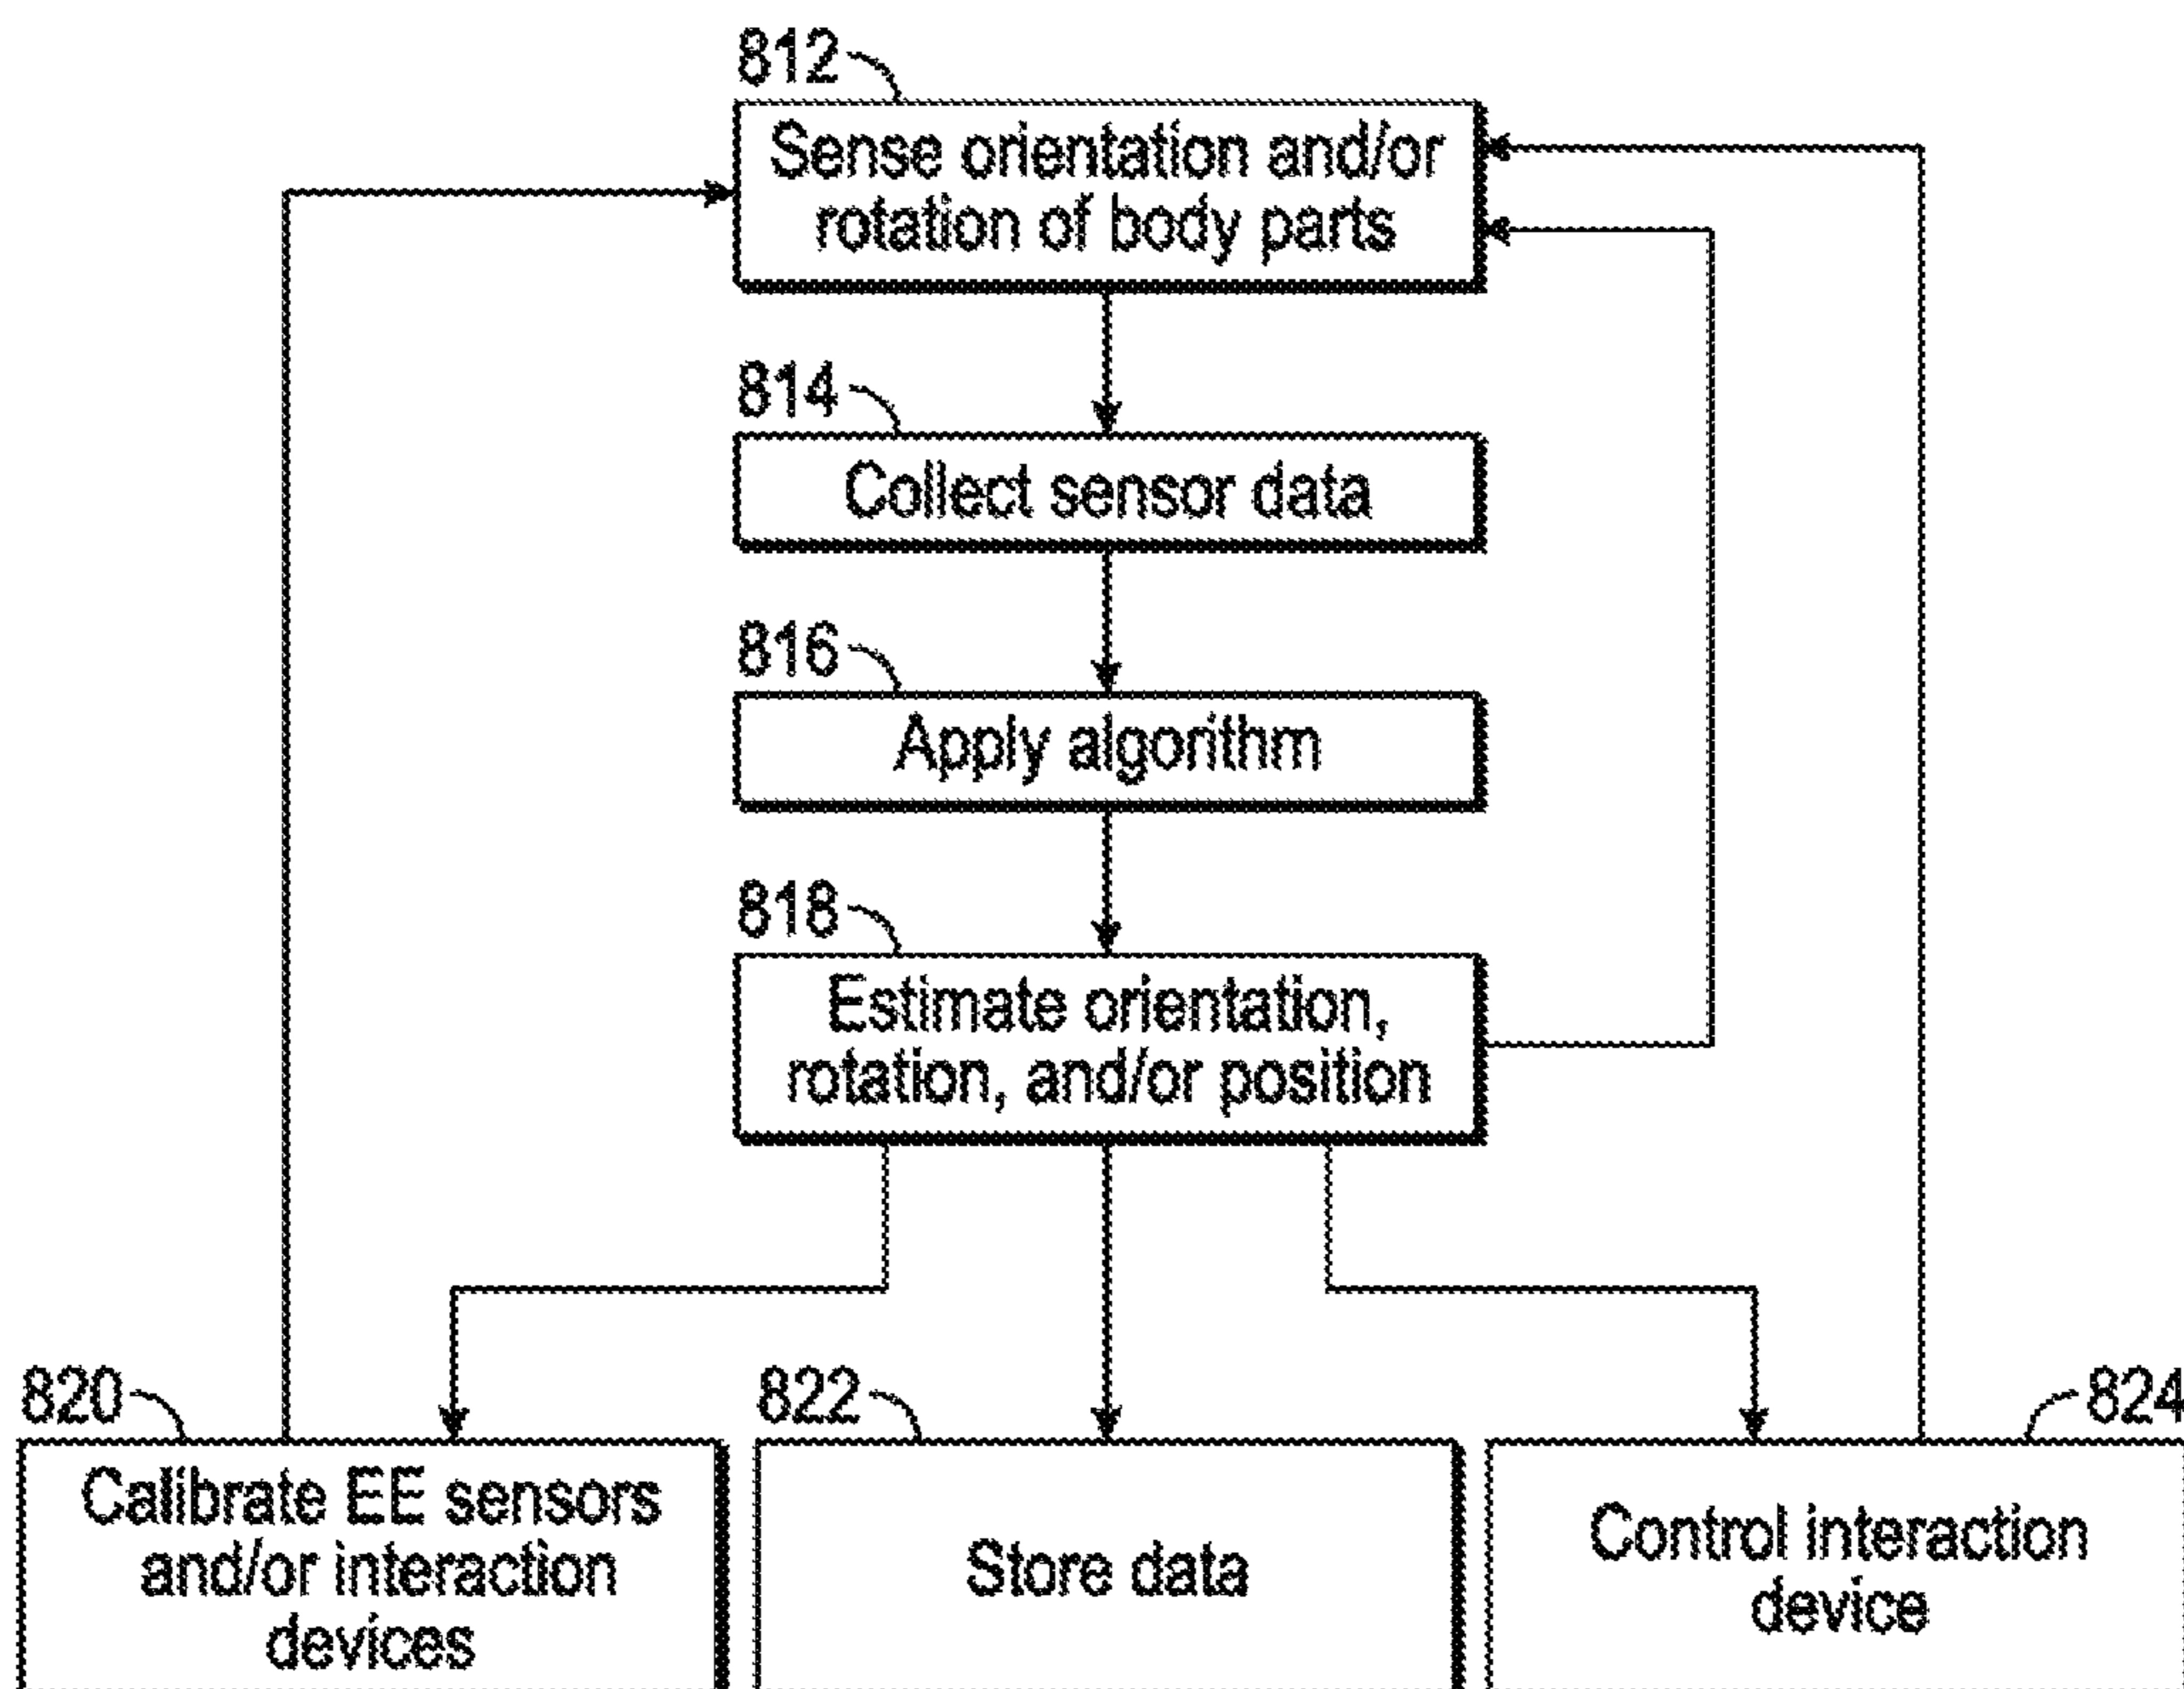 812
Sense orientation and/or
rotation of body parts
814
Collect sensor data
816
Apply algorithm
818
Estimate orientation,
rotation, and/or position
820
Calibrate EE sensors
and/or interaction
devices
822
Store data
824
Control interaction
device